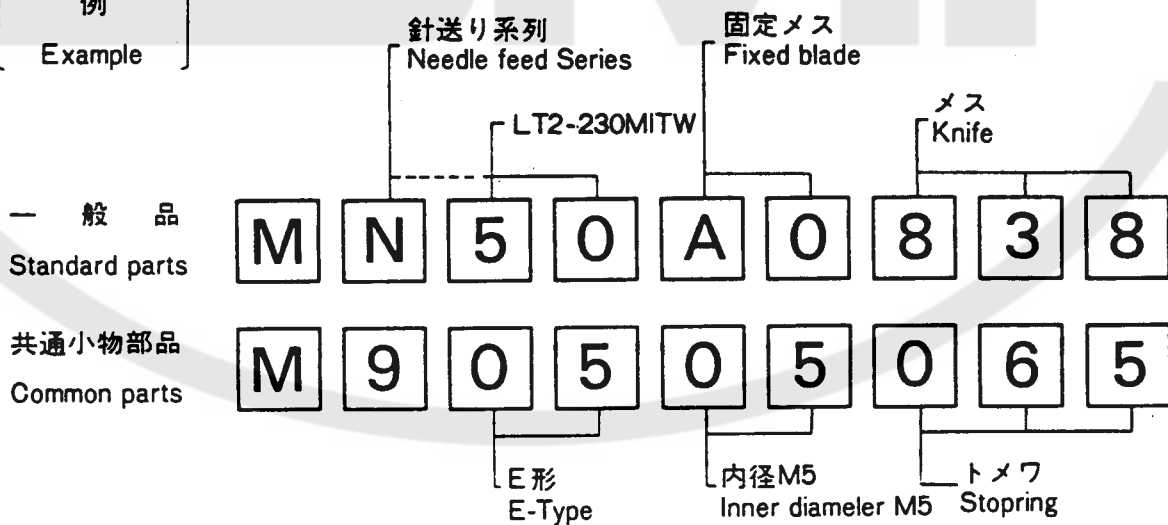 例
Example
針送り系列
Needle feed Series
固定メス
Fixed blade
LT2-230MITW
メス
Knife
一般品
Standard parts
M N 5 0 A 0 8 3 8
共通小物部品
Common parts
M 9 0 5 0 5 0 6 5
E形
E-Type
内径M5
Inner diameler M5
トメワ
Stopring